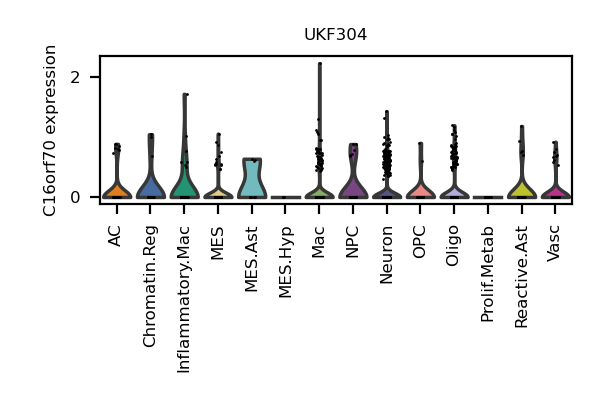 UKF304
C16orf70 expression
2
0
AC
Chromatin.Reg
Inflammatory.Mac
MES
MES.Ast
MES.Hyp
Mac
NPC
Neuron
OPC
Oligo
Prolif.Metab
Reactive.Ast
Vasc